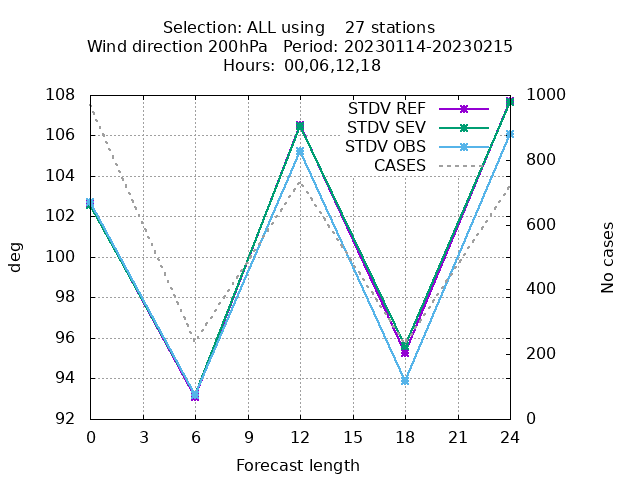 Selection: ALL using    27 stations
Wind direction 200hPa   Period: 20230114-20230215
Hours: 00,06,12,18
STDV REF
STDV SEV
STDV OBS
CASES
deg
108
106
104
102
100
98
96
94
92
1000
800
600
400
200
0
No cases
0 3 6 9 12 15 18 21 24
Forecast length